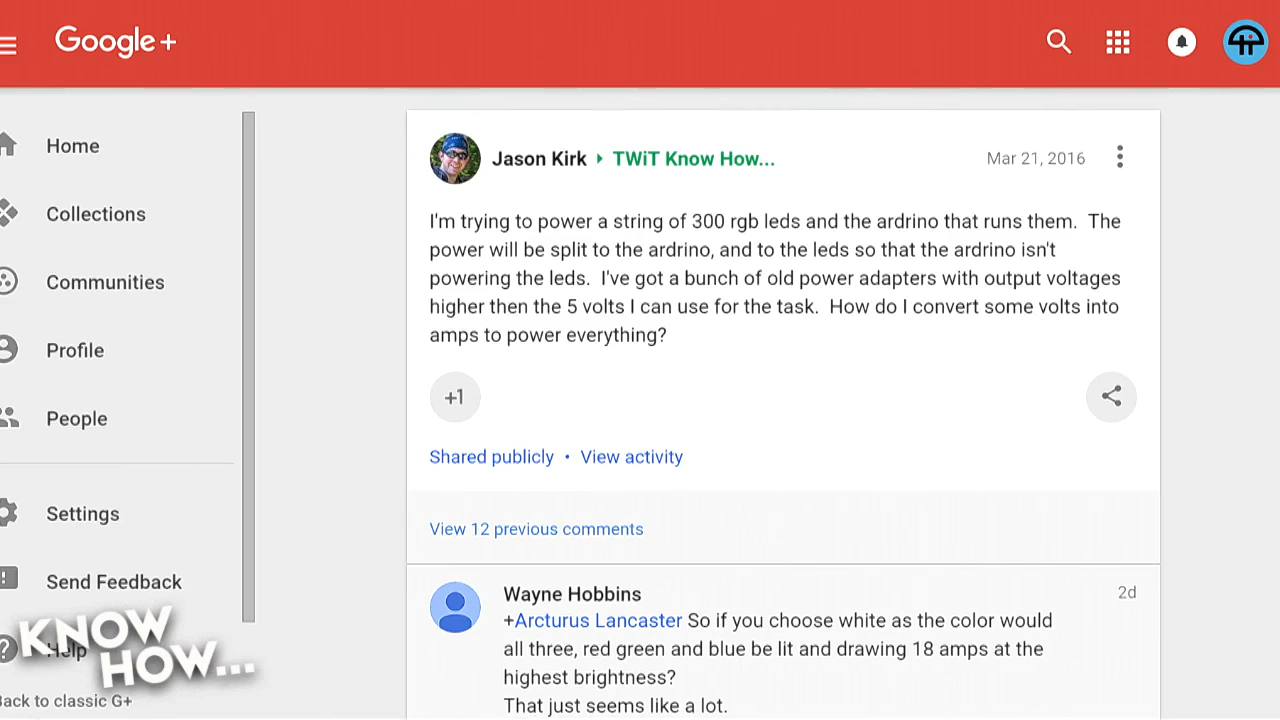 Google+
Home
Collections
Communities
Profile
People
Settings
Send Feedback
Help
Back to classic G+
KNOW
HOW...
Jason Kirk TWiT Know How... Mar 21, 2016
I'm trying to power a string of 300 rgb leds and the ardrino that runs them. The
power will be split to the ardrino, and to the leds so that the ardrino isn't
powering the leds. I've got a bunch of old power adapters with output voltages
higher then the 5 volts I can use for the task. How do I convert some volts into
amps to power everything?
+1
Shared publicly • View activity
View 12 previous comments
Wayne Hobbins 2d
+Arcturus Lancaster So if you choose white as the color would
all three, red green and blue be lit and drawing 18 amps at the
highest brightness?
That just seems like a lot.